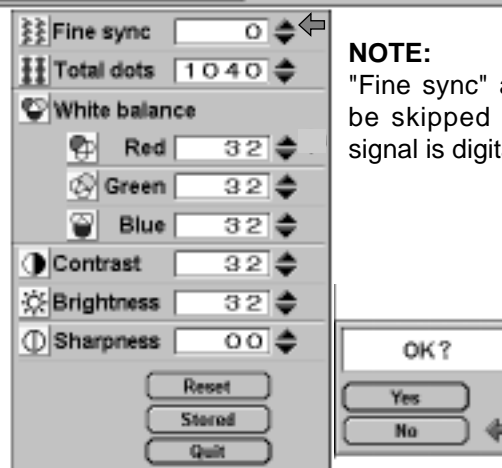 Fine sync 0
Total dots 1040
White balance
Red 32
Green 32
Blue 32
Contrast 32
Brightness 32
Sharpness 00
Reset
Stored
Quit
NOTE:
"Fine sync"
be skipped
signal is
OK?
Yes
No